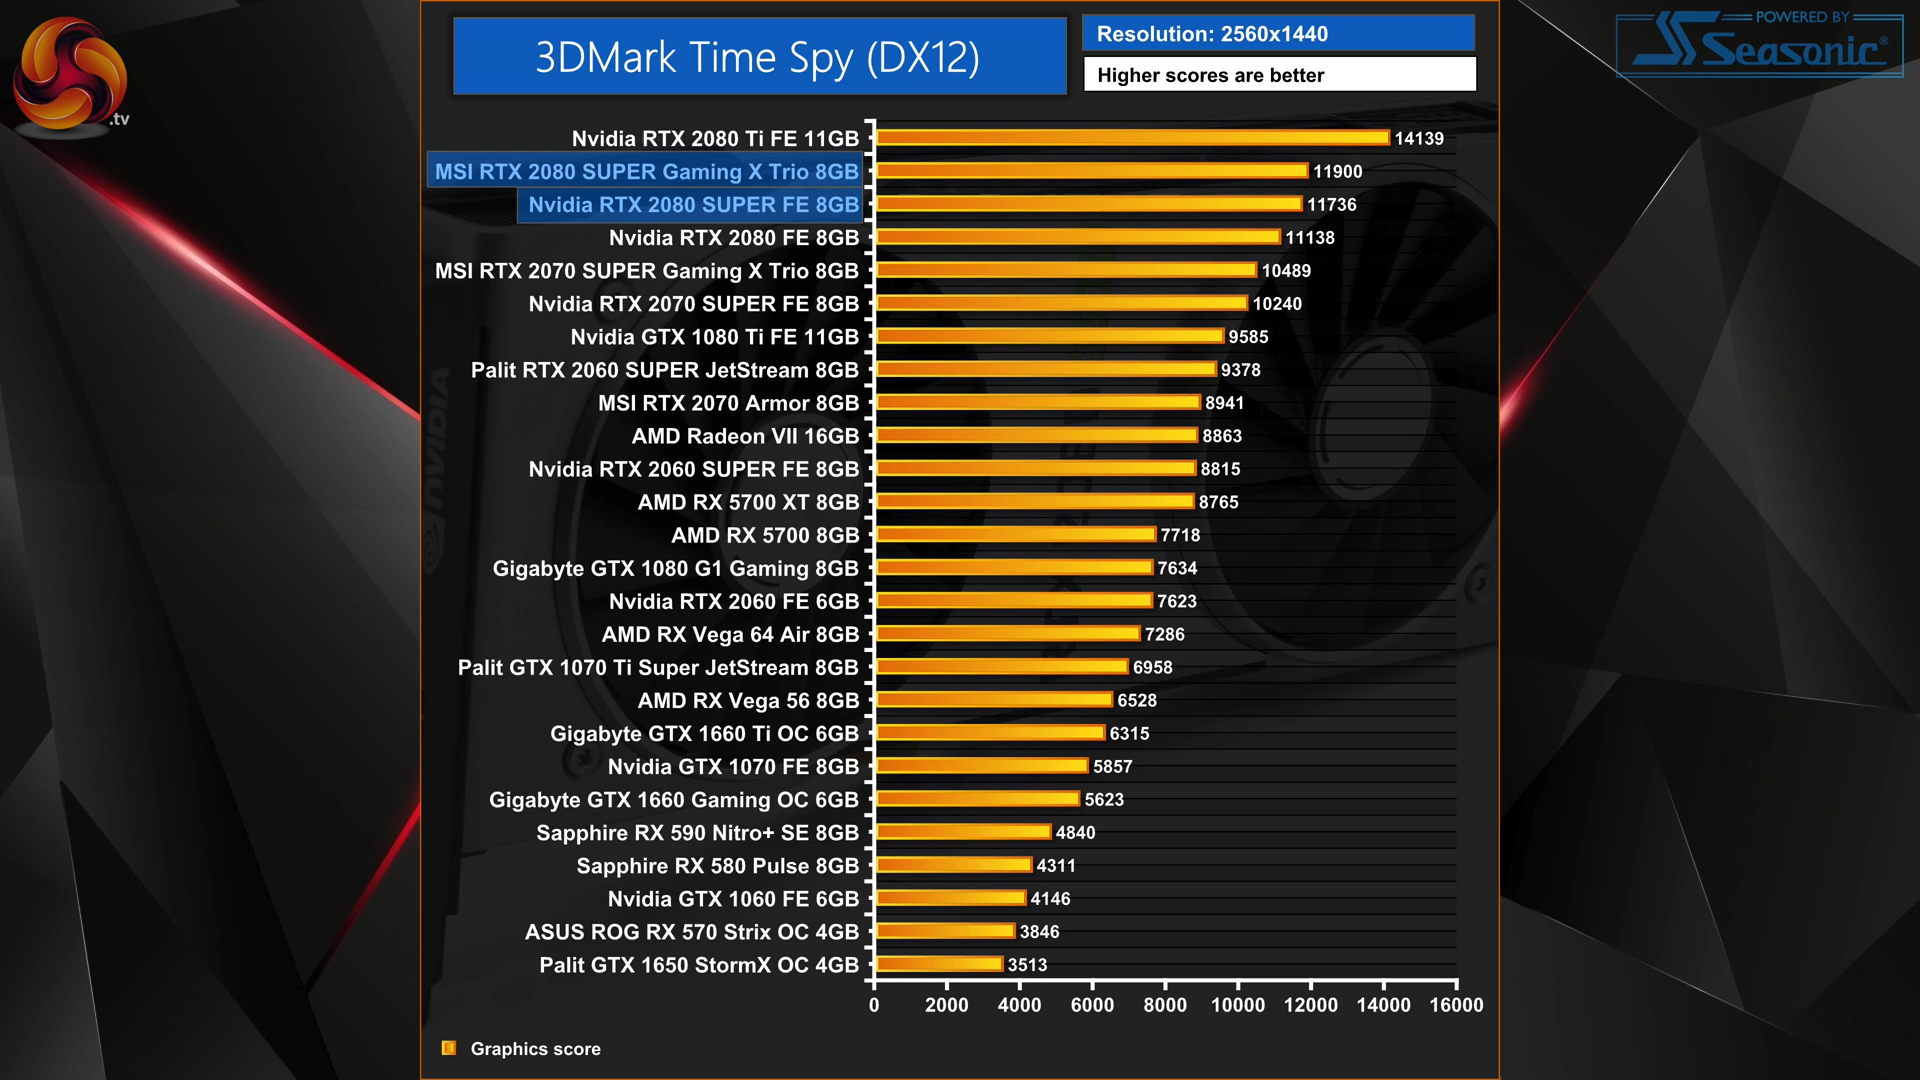 3DMark Time Spy (DX12)
Resolution: 2560x1440
Higher scores are better
POWERED BY
Seasonic®
.tv
Nvidia RTX 2080 Ti FE 11GB 14139
MSI RTX 2080 SUPER Gaming X Trio 8GB 11900
Nvidia RTX 2080 SUPER FE 8GB 11736
Nvidia RTX 2080 FE 8GB 11138
MSI RTX 2070 SUPER Gaming X Trio 8GB 10489
Nvidia RTX 2070 SUPER FE 8GB 10240
Nvidia GTX 1080 Ti FE 11GB 9585
Palit RTX 2060 SUPER JetStream 8GB 9378
MSI RTX 2070 Armor 8GB 8941
AMD Radeon VII 16GB 8863
Nvidia RTX 2060 SUPER FE 8GB 8815
AMD RX 5700 XT 8GB 8765
AMD RX 5700 8GB 7718
Gigabyte GTX 1080 G1 Gaming 8GB 7634
Nvidia RTX 2060 FE 6GB 7623
AMD RX Vega 64 Air 8GB 7286
Palit GTX 1070 Ti Super JetStream 8GB 6958
AMD RX Vega 56 8GB 6528
Gigabyte GTX 1660 Ti OC 6GB 6315
Nvidia GTX 1070 FE 8GB 5857
Gigabyte GTX 1660 Gaming OC 6GB 5623
Sapphire RX 590 Nitro+ SE 8GB 4840
Sapphire RX 580 Pulse 8GB 4311
Nvidia GTX 1060 FE 6GB 4146
ASUS ROG RX 570 Strix OC 4GB 3846
Palit GTX 1650 StormX OC 4GB 3513
0 2000 4000 6000 8000 10000 12000 14000 16000
Graphics score
NVIDIA